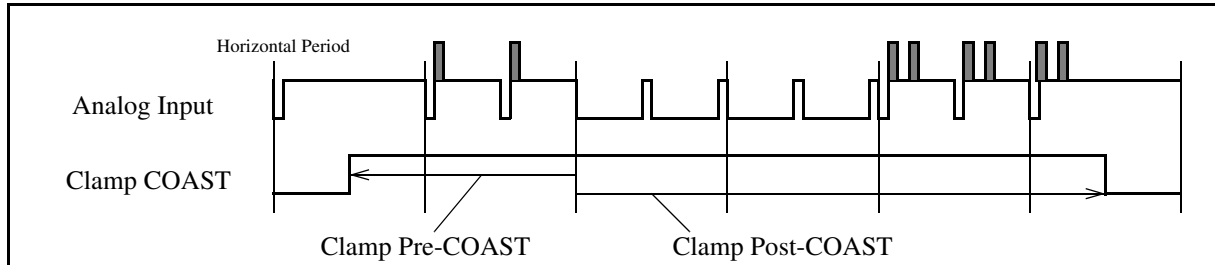 Horizontal Period
Analog Input
Clamp COAST
Clamp Pre-COAST
Clamp Post-COAST